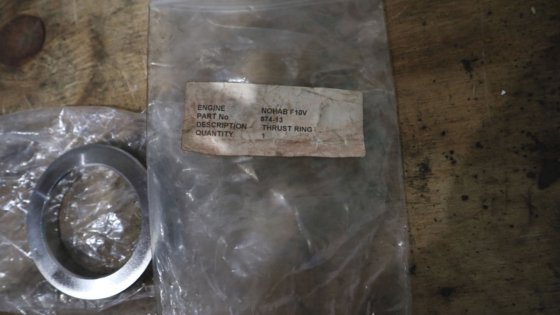 ENGINE NOHAB F10V
PART No 874-13
DESCRIPTION THRUST RING
QUANTITY 1